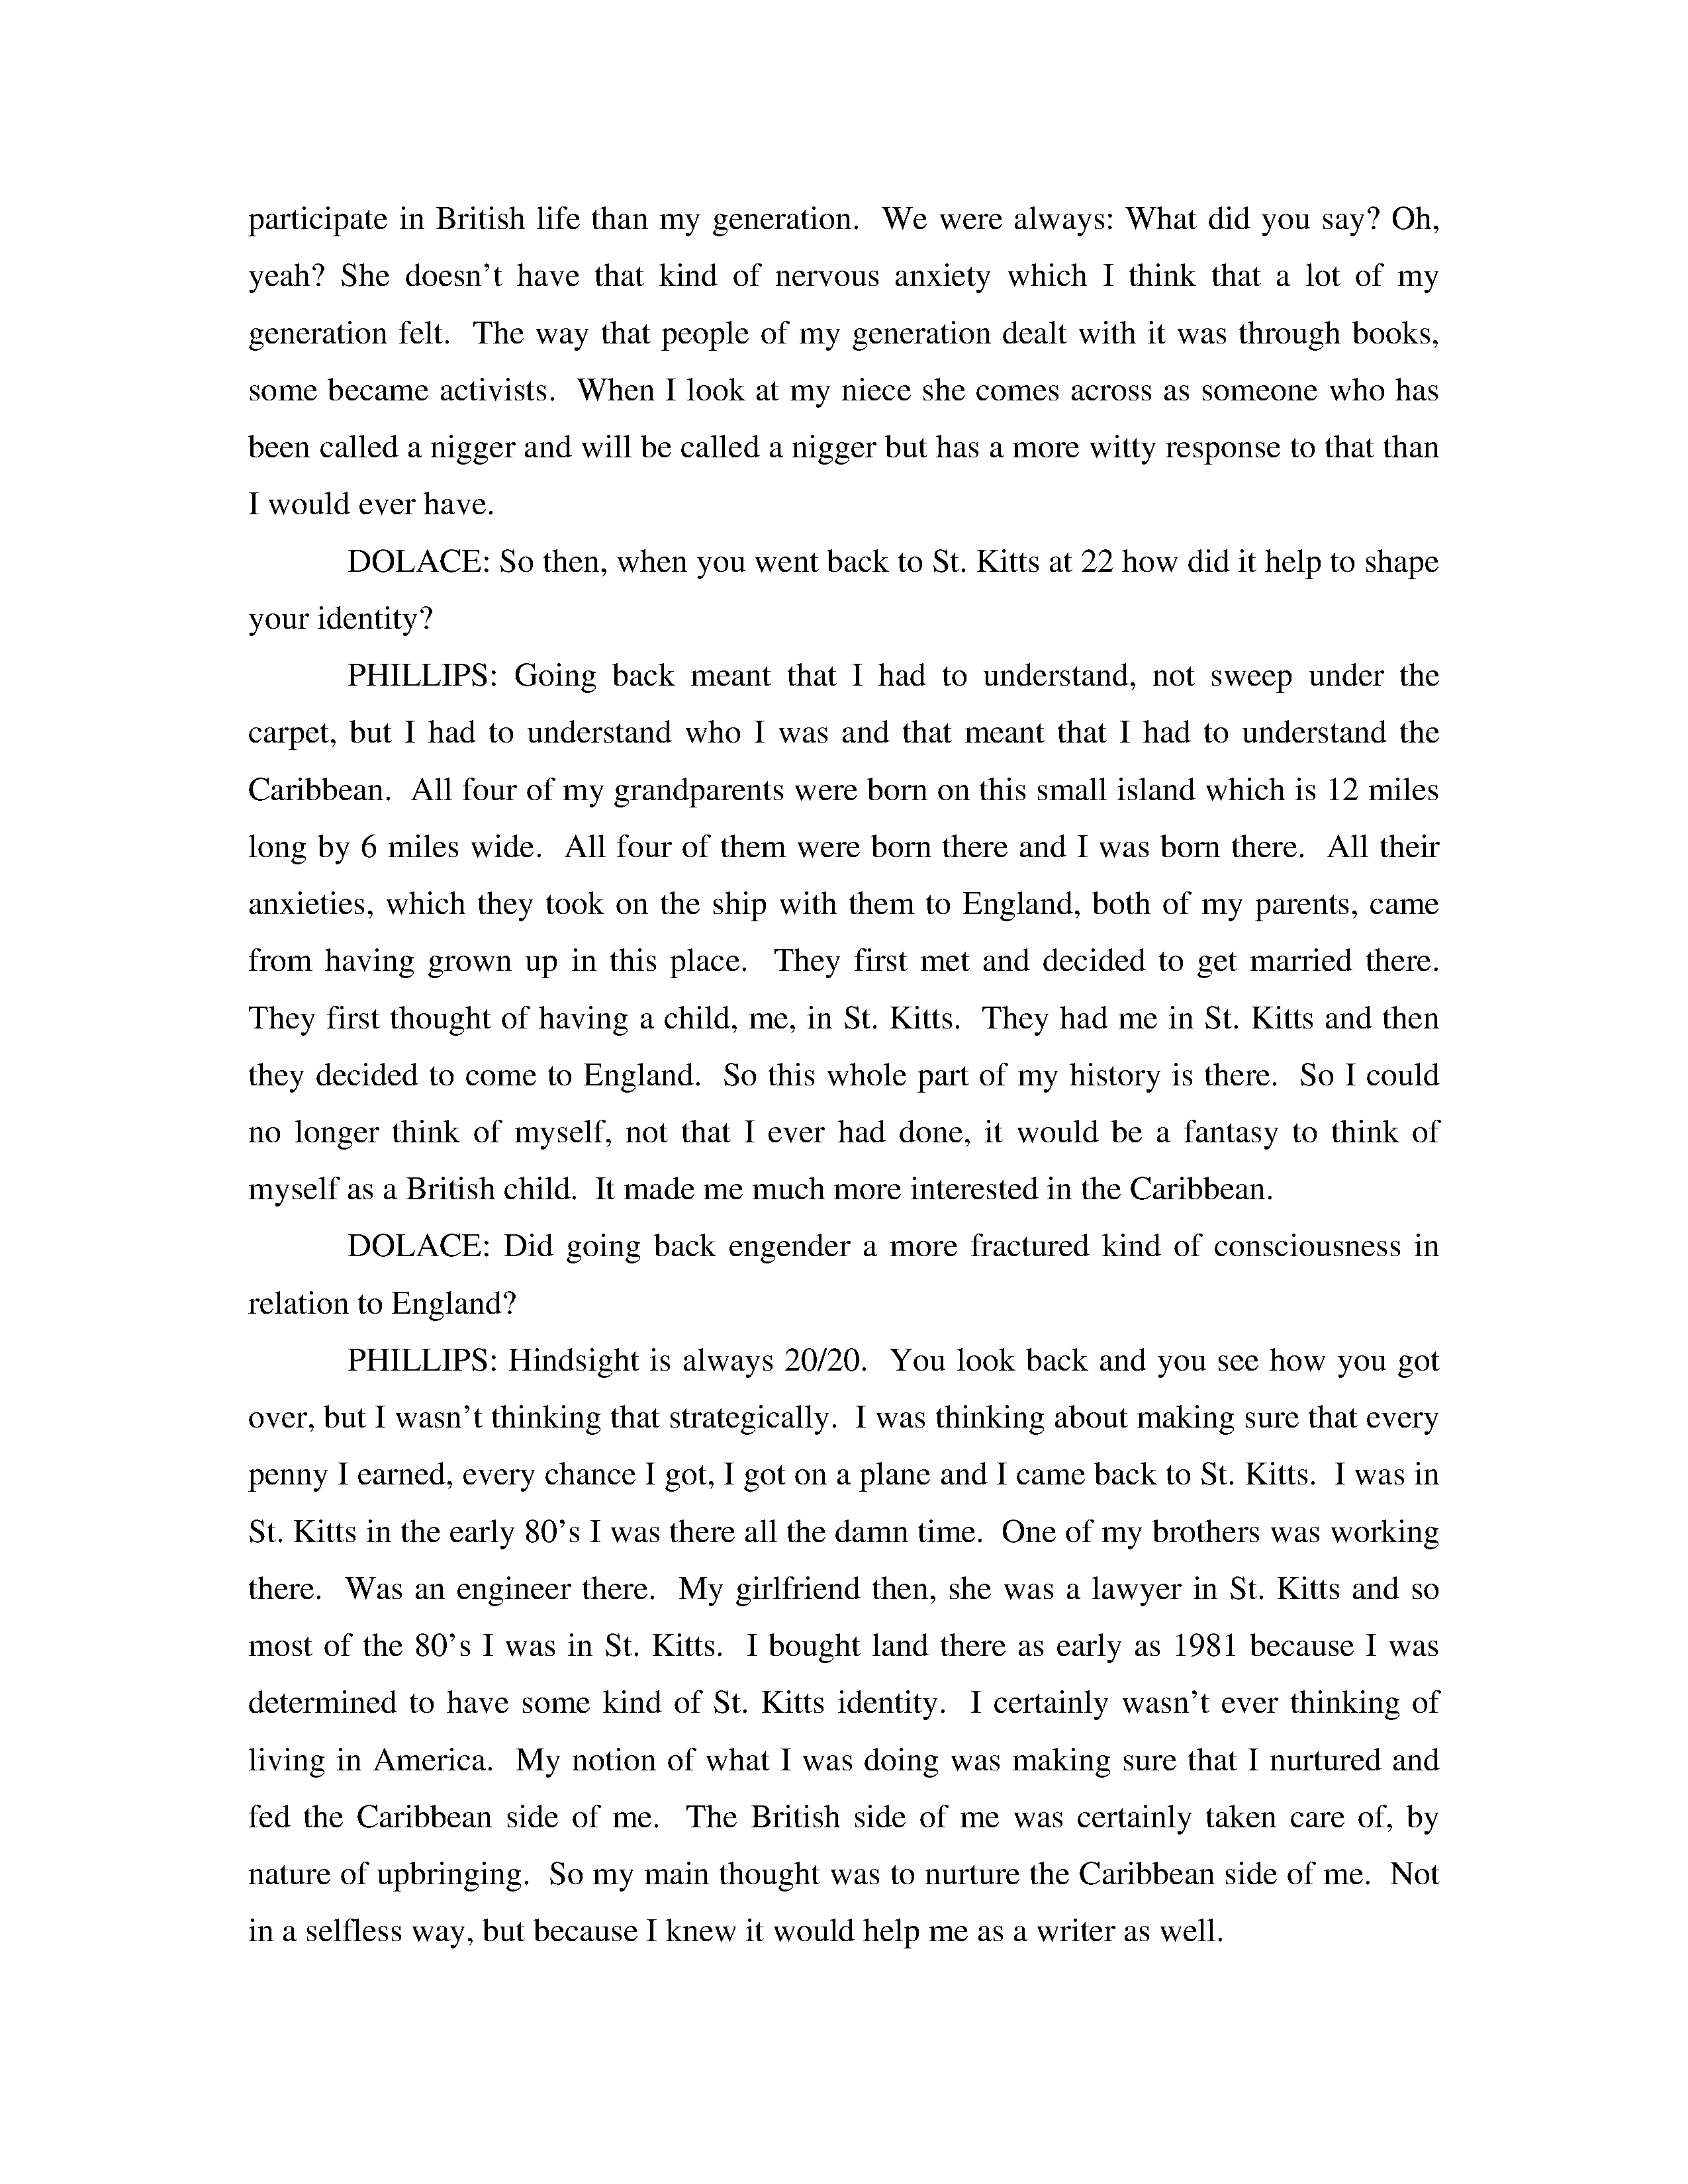 participate in British life than my generation.  We were always: What did you say? Oh,
yeah? She doesn't have that kind of nervous anxiety which I think that a lot of my
generation felt.  The way that people of my generation dealt with it was through books,
some became activists.  When I look at my niece she comes across as someone who has
been called a nigger and will be called a nigger but has a more witty response to that than
I would ever have.
DOLACE: So then, when you went back to St. Kitts at 22 how did it help to shape
your identity?
PHILLIPS: Going back meant that I had to understand, not sweep under the
carpet, but I had to understand who I was and that meant that I had to understand the
Caribbean.  All four of my grandparents were born on this small island which is 12 miles
long by 6 miles wide.  All four of them were born there and I was born there.  All their
anxieties, which they took on the ship with them to England, both of my parents, came
from having grown up in this place.  They first met and decided to get married there.
They first thought of having a child, me, in St. Kitts.  They had me in St. Kitts and then
they decided to come to England.  So this whole part of my history is there.  So I could
no longer think of myself, not that I ever had done, it would be a fantasy to think of
myself as a British child.  It made me much more interested in the Caribbean.
DOLACE: Did going back engender a more fractured kind of consciousness in
relation to England?
PHILLIPS: Hindsight is always 20/20.  You look back and you see how you got
over, but I wasn't thinking that strategically.  I was thinking about making sure that every
penny I earned, every chance I got, I got on a plane and I came back to St. Kitts.  I was in
St. Kitts in the early 80's I was there all the damn time.  One of my brothers was working
there.  Was an engineer there.  My girlfriend then, she was a lawyer in St. Kitts and so
most of the 80's I was in St. Kitts.  I bought land there as early as 1981 because I was
determined to have some kind of St. Kitts identity.  I certainly wasn't ever thinking of
living in America.  My notion of what I was doing was making sure that I nurtured and
fed the Caribbean side of me.  The British side of me was certainly taken care of, by
nature of upbringing.  So my main thought was to nurture the Caribbean side of me.  Not
in a selfless way, but because I knew it would help me as a writer as well.